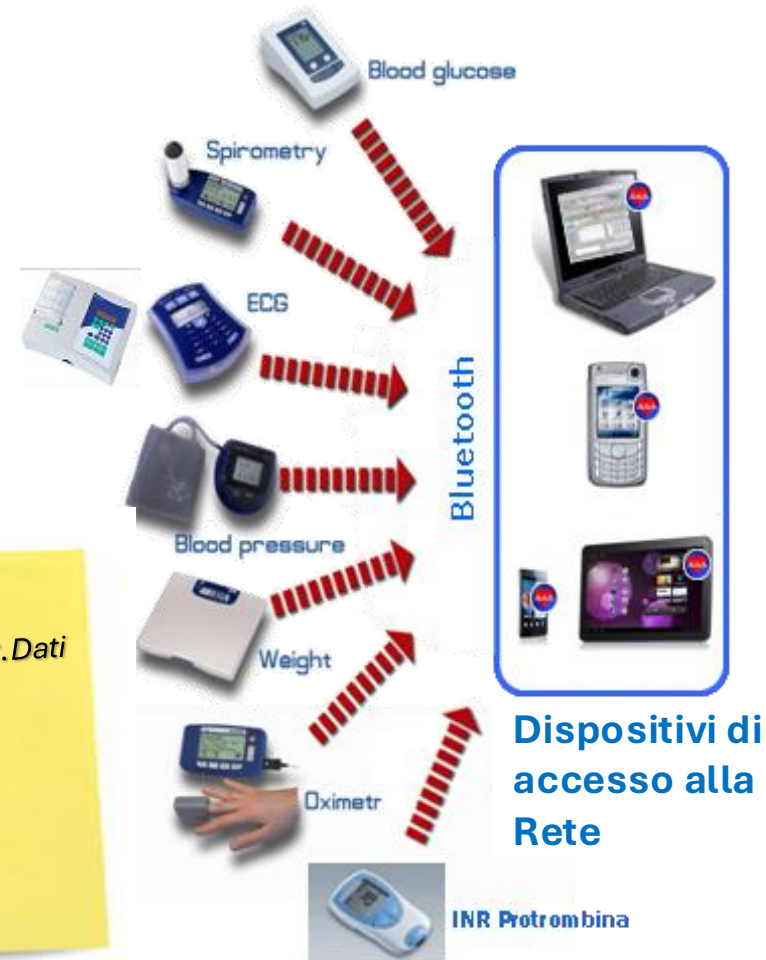 Blood glucose
Spirometry
ECG
Bluetooth
Blood pressure
.Dati
Weight
Oximetr
Dispositivi di
accesso alla
Rete
INR Protrombina